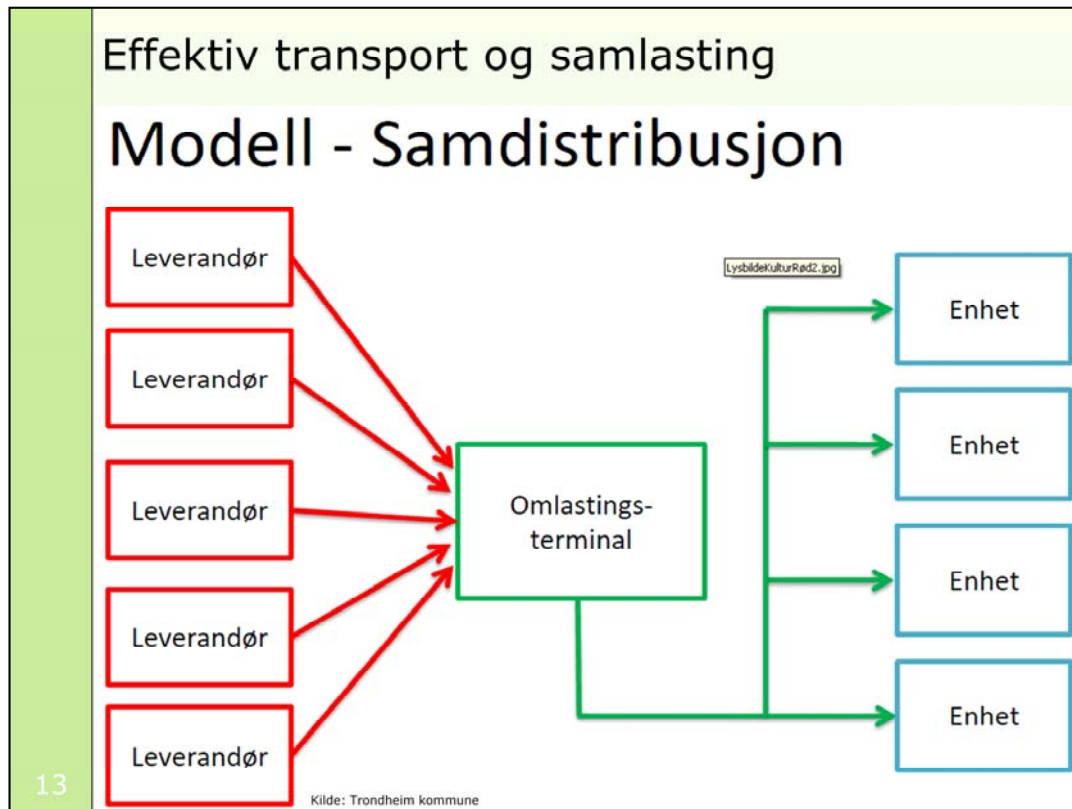 Effektiv transport og samlasting
Modell - Samdistribusjon
Leverandør
Leverandør
Leverandør
Leverandør
Leverandør
Omlastings-
terminal
LysbildeKulturRød2.jpg
Enhet
Enhet
Enhet
Enhet
13
Kilde: Trondheim kommune